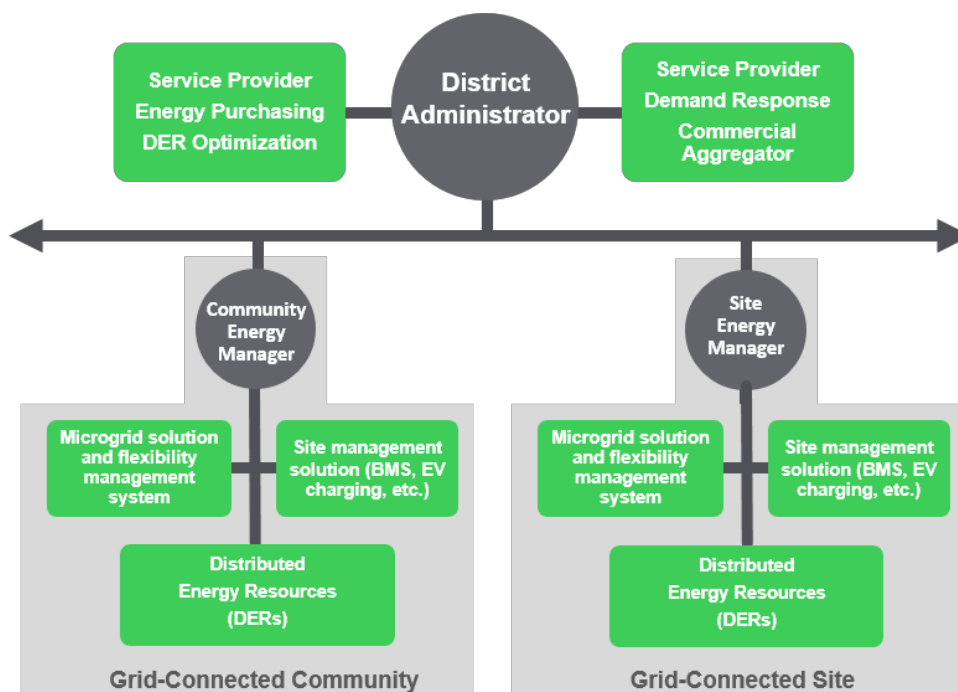 Service Provider
Energy Purchasing
DER Optimization
District
Administrator
Service Provider
Demand Response
Commercial
Aggregator
Community
Energy
Manager
Microgrid solution
and flexibility
management
system
Site management
solution (BMS, EV
charging, etc.)
Distributed
Energy Resources
(DERs)
Grid-Connected Community
Site
Energy
Manager
Microgrid solution
and flexibility
management
system
Site management
solution (BMS, EV
charging, etc.)
Distributed
Energy Resources
(DERs)
Grid-Connected Site